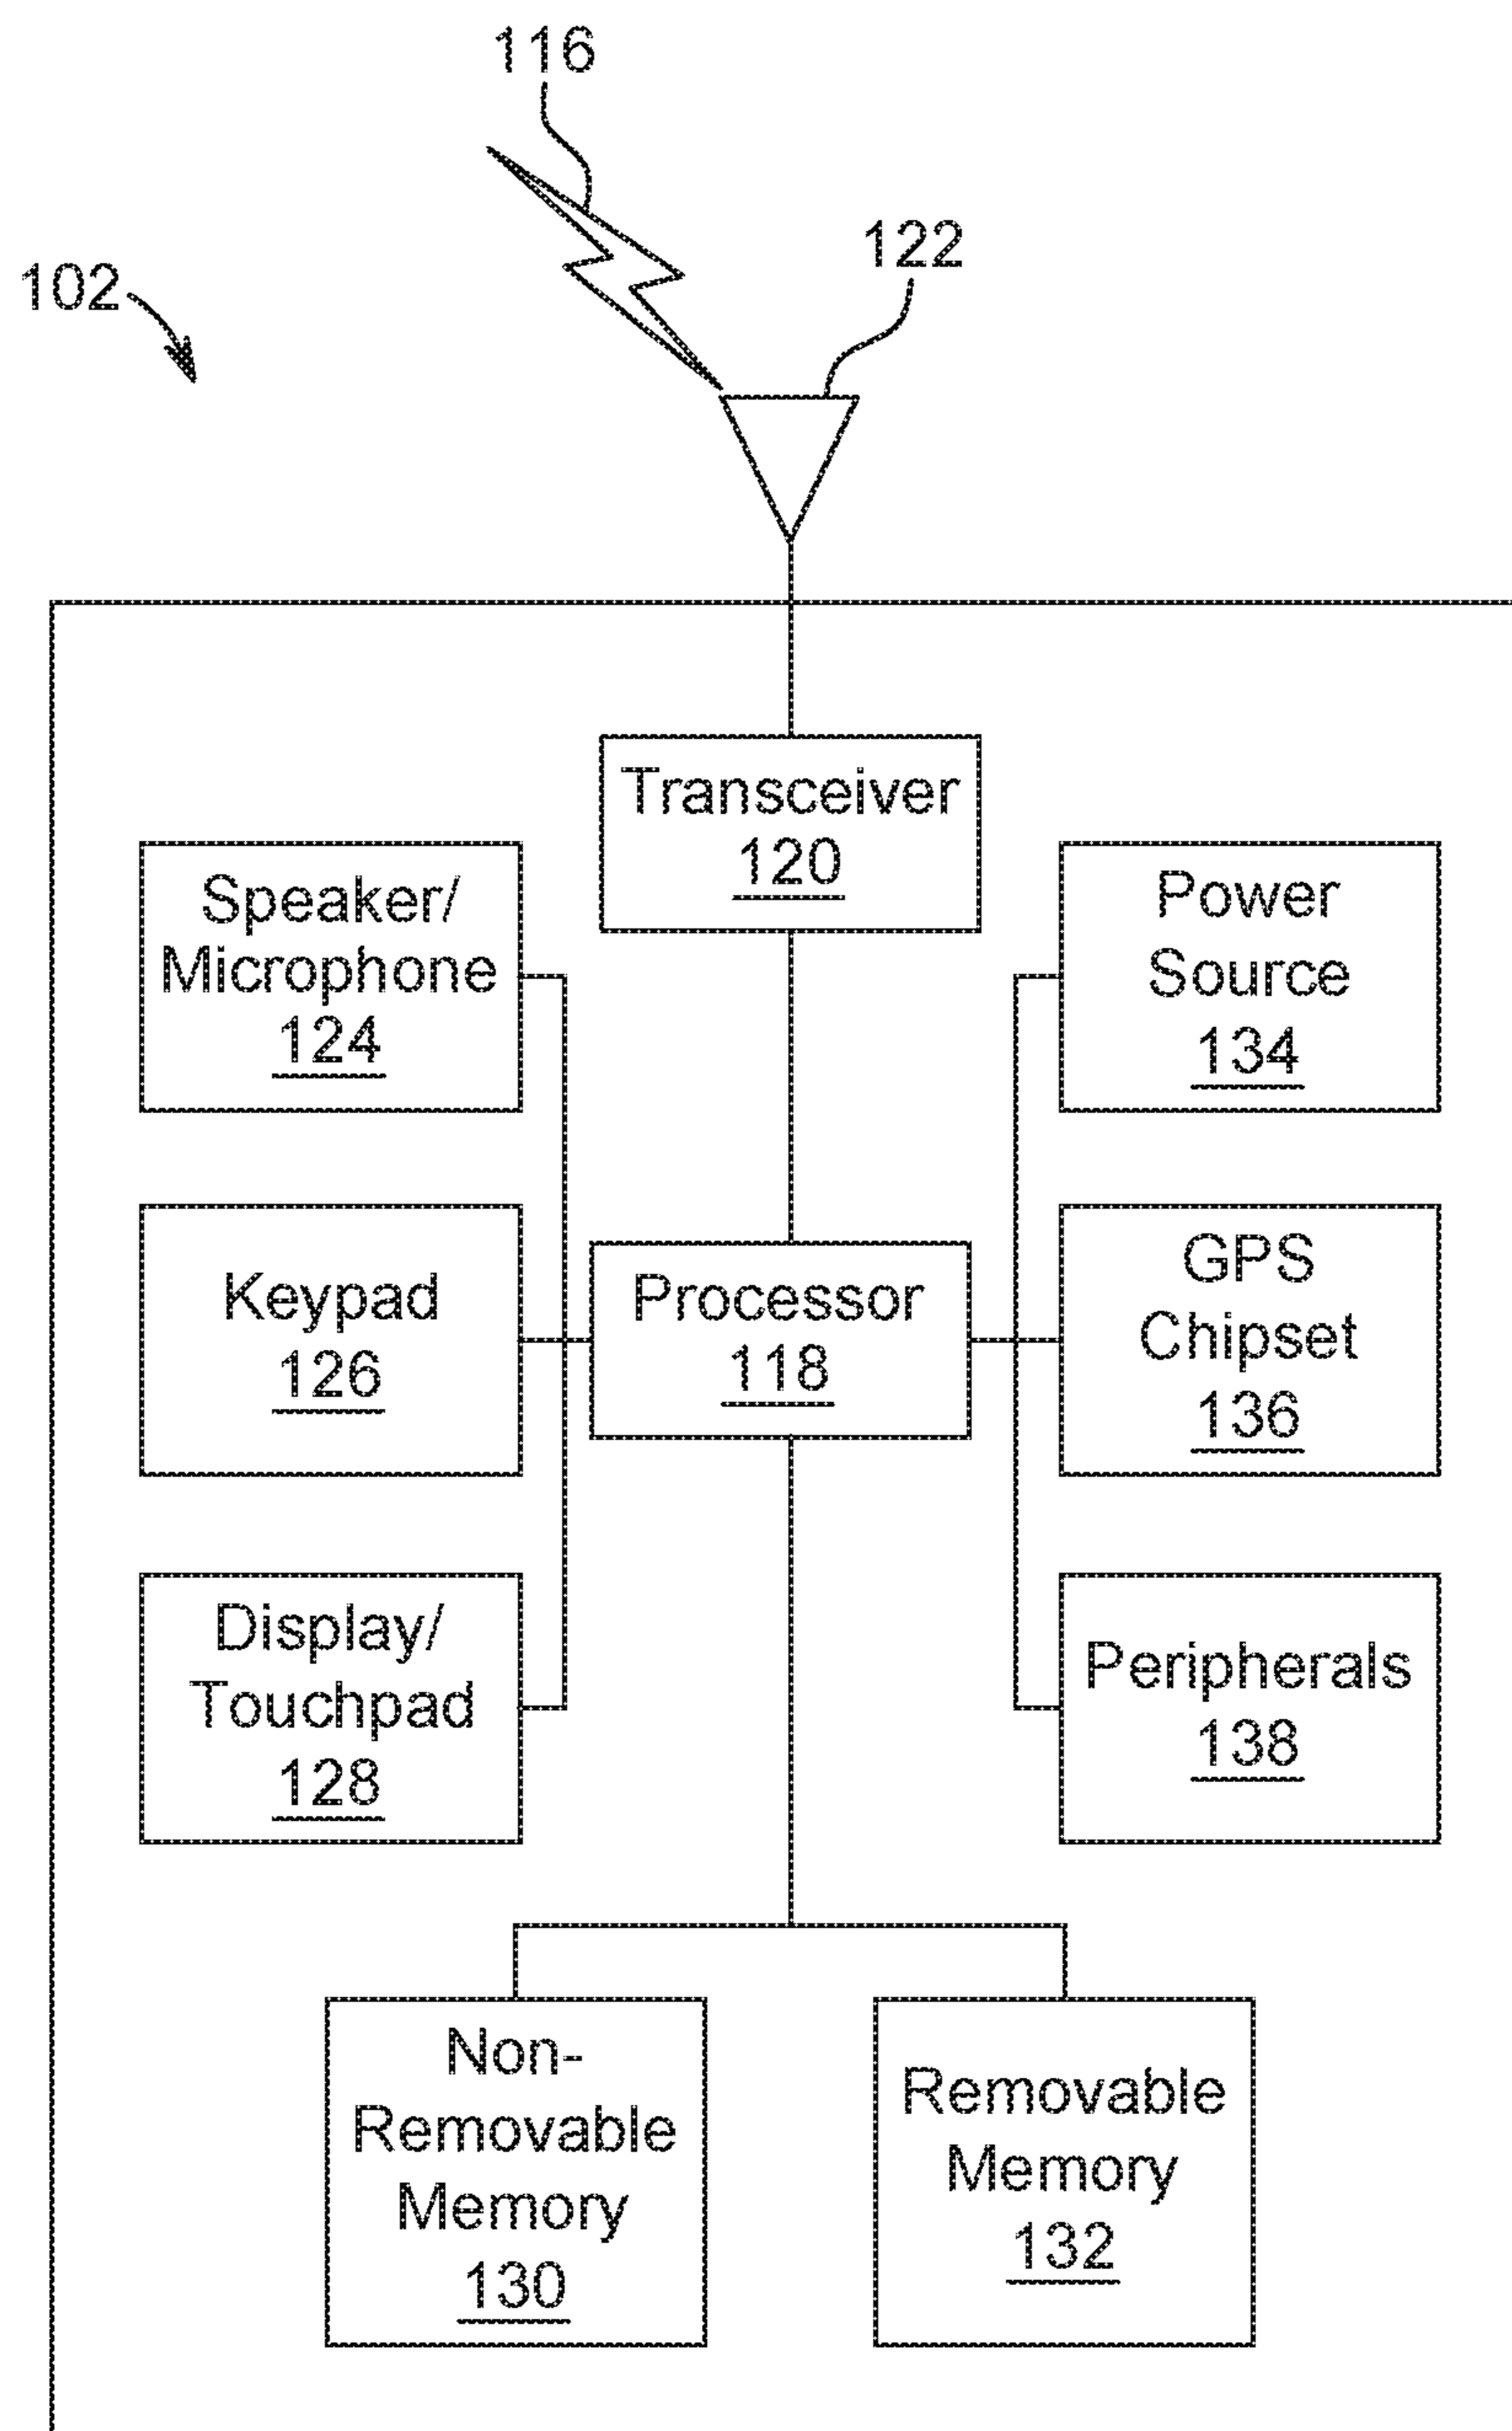 116
122
102
Transceiver
120
Speaker/
Microphone
124
Power
Source
134
Keypad
126
Processor
118
GPS
Chipset
136
Display/
Touchpad
128
Peripherals
138
Non-
Removable
Memory
130
Removable
Memory
132